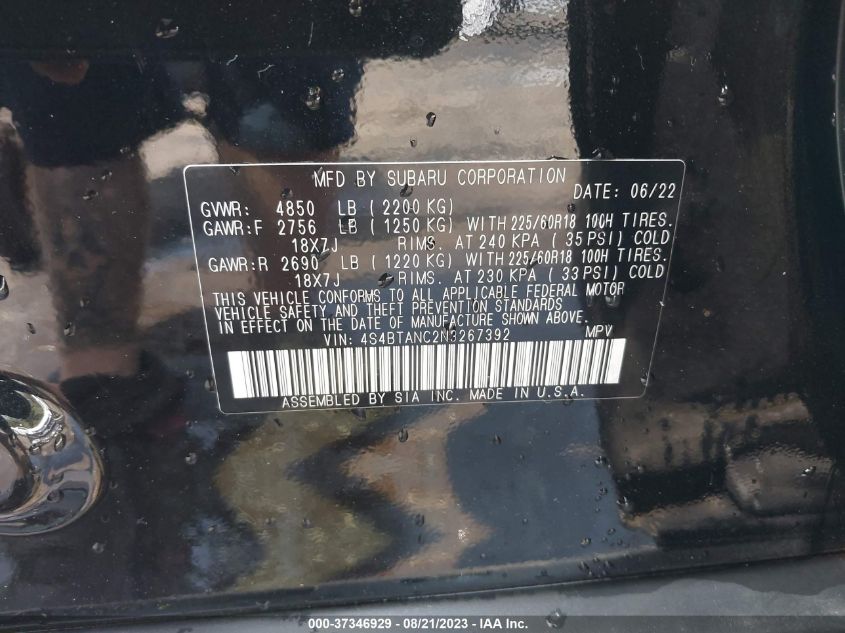 MFD BY SUBARU CORPORATION
DATE: 06/22
GVWR: 4850 LB ( 2200 KG)
GAWR:F 2756 LB ( 1250 KG) WITH 225/60R18 100H TIRES.
18X7J RIMS. AT 240 KPA ( 35 PSI) COLD
GAWR:R 2690 LB ( 1220 KG) WITH 225/60R18 100H TIRES.
18X7J RIMS. AT 230 KPA ( 33 PSI) COLD
THIS VEHICLE CONFORMS TO ALL APPLICABLE FEDERAL MOTOR
VEHICLE SAFETY AND THEFT PREVENTION STANDARDS
IN EFFECT ON THE DATE OF MANUFACTURE SHOWN ABOVE.
VIN: 4S4BTANC2N3267392 MPV
ASSEMBLED BY SIA INC. MADE IN U.S.A.
000-37346929 - 08/21/2023 - IAA Inc.